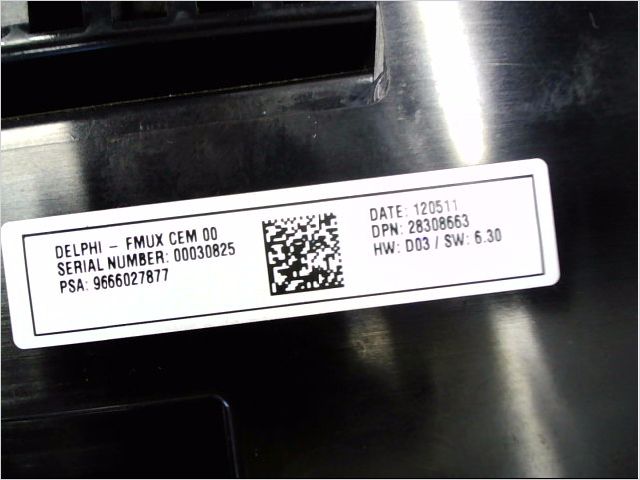 DELPHI - FMUX CEM 00
SERIAL NUMBER: 00030825
PSA: 9666027877
DATE: 120511
DPN: 28308663
HW: D03 / SW: 6.30